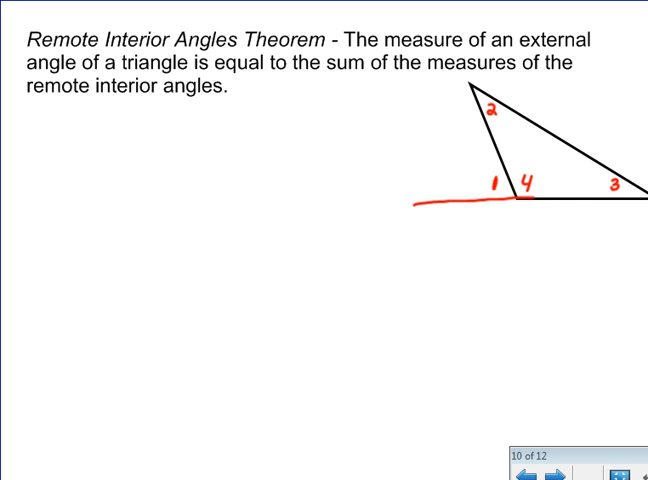 Remote Interior Angles Theorem - The measure of an external
angle of a triangle is equal to the sum of the measures of the
remote interior angles.
2
1 4 3
10 of 12